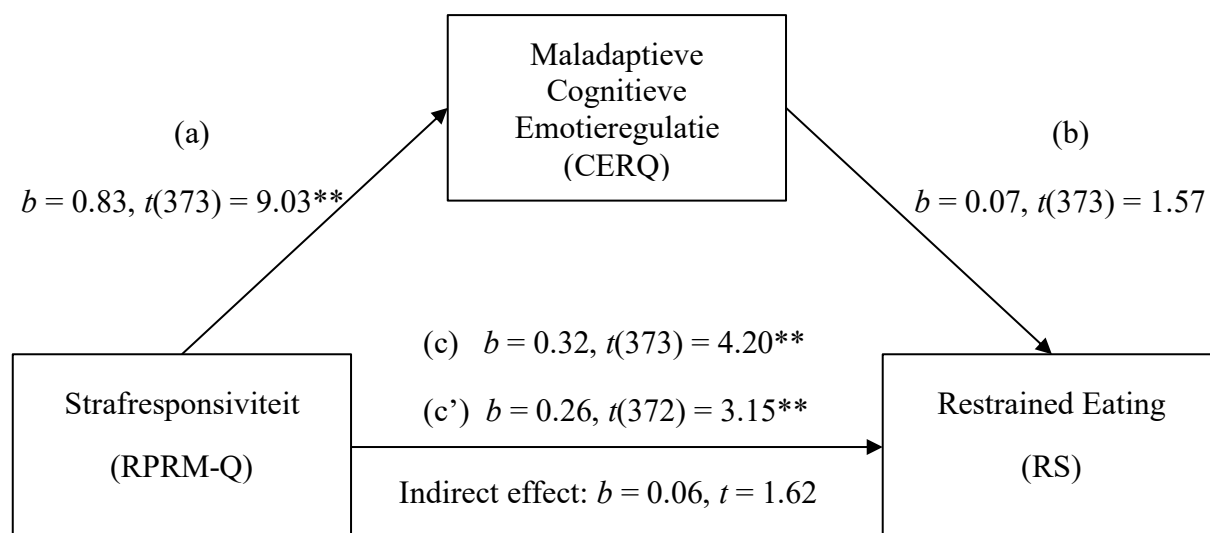 Maladaptieve
Cognitieve
Emotieregulatie
(CERQ)
(a)
b = 0.83, t(373) = 9.03**
(b)
b = 0.07, t(373) = 1.57
(c) b = 0.32, t(373) = 4.20**
(c’) b = 0.26, t(372) = 3.15**
Indirect effect: b = 0.06, t = 1.62
Strafresponsiviteit
(RPRM-Q)
Restrained Eating
(RS)